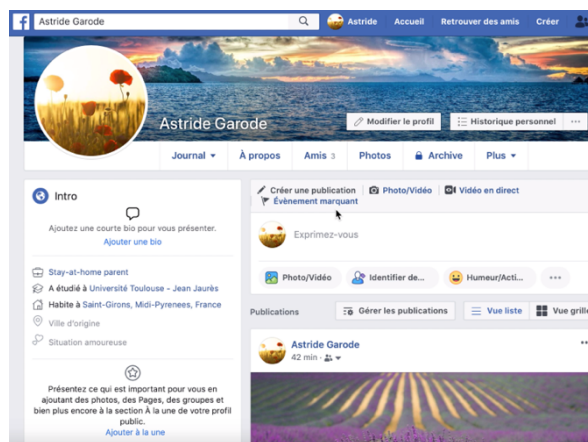 f Astride Garode Astride Accueil Retrouver des amis Créer
Astride Garode
Modifier le profil Historique personnel ...
Journal À propos Amis 3 Photos Archive Plus
Intro
Ajoutez une courte bio pour vous présenter.
Ajouter une bio
Stay-at-home parent
A étudié à Université Toulouse - Jean Jaurès
Habite à Saint-Girons, Midi-Pyrenees, France
Ville d'origine
Situation amoureuse
Présentez ce qui est important pour vous en
ajoutant des photos, des Pages, des groupes et
bien plus encore à la section À la une de votre profil
public.
Ajouter à la une
Créer une publication Photo/Vidéo Vidéo en direct
Évènement marquant
Exprimez-vous
Photo/Vidéo Identifier de... Humeur/Acti... ...
Publications Gérer les publications Vue liste Vue grille
Astride Garode
42 min ·